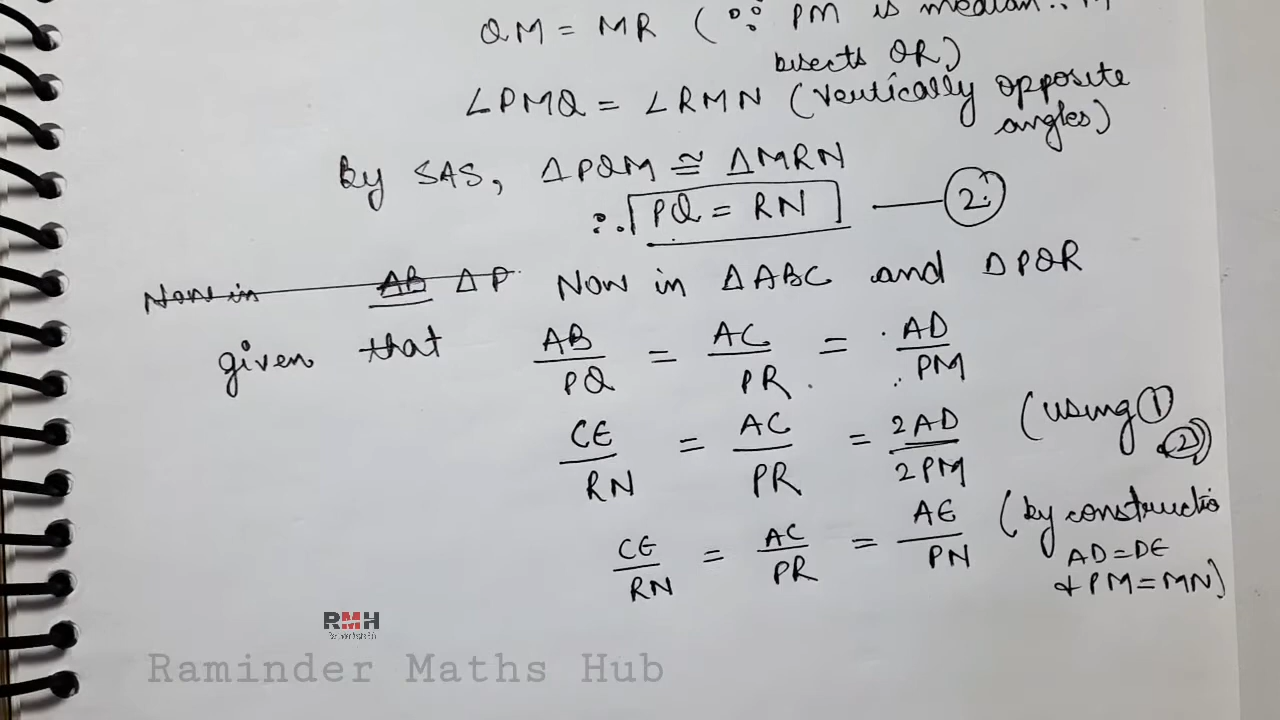 QM = MR (∵ PM is median ∴ M
bisects QR)
∠PMQ = ∠RMN (Vertically opposite
angles)
By SAS, ΔPQM ≅ ΔMRN
∴ PQ = RN —— ②
Now in AB ΔP Now in ΔABC and ΔPQR
given that AB/PQ = AC/PR = AD/PM
CE/RN = AC/PR = 2AD/2PM (using ① ②)
CE/RN = AC/PR = AE/PN (by constructio
AD = DE
& PM = MN)
RMH
Raminder Maths Hub